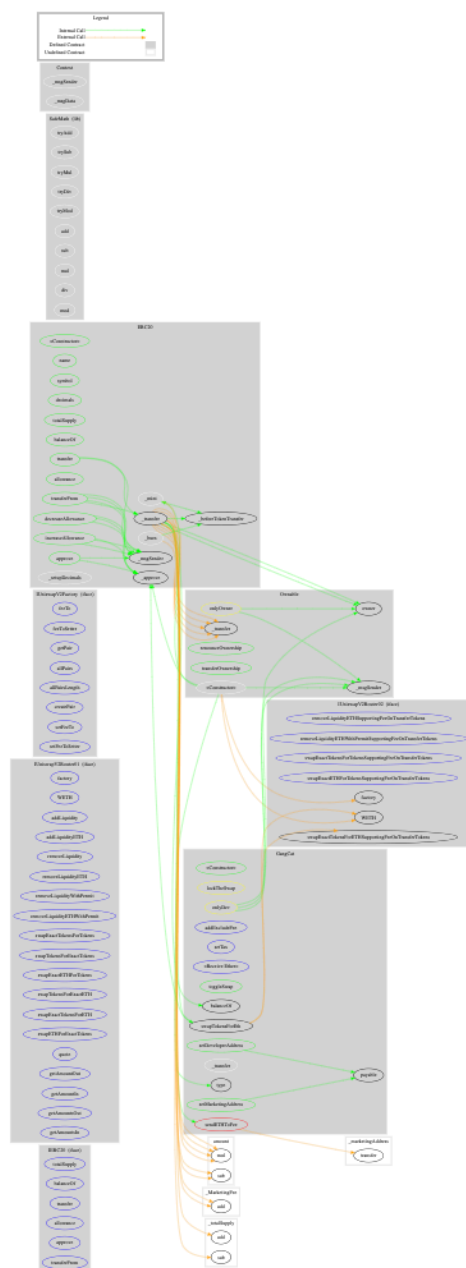 Legend
Internal Call
External Call
Defined Contract
Undefined Contract
Context
_msgSender
_msgData
SafeMath (lib)
tryAdd
trySub
tryMul
tryDiv
tryMod
add
sub
mul
div
mod
ERC20
<Constructor>
name
symbol
decimals
totalSupply
balanceOf
transfer
allowance
transferFrom
_mint
_transfer
_beforeTokenTransfer
decreaseAllowance
increaseAllowance
_burn
approve
_msgSender
_setupDecimals
_approve
IUniswapV2Factory (iface)
feeTo
feeToSetter
getPair
allPairs
allPairsLength
createPair
setFeeTo
setFeeToSetter
Ownable
onlyOwner
owner
_transfer
renounceOwnership
transferOwnership
<Constructor>
_msgSender
IUniswapV2Router02 (iface)
removeLiquidityETHSupportingFeeOnTransferTokens
removeLiquidityETHWithPermitSupportingFeeOnTransferTokens
swapExactTokensForTokensSupportingFeeOnTransferTokens
swapExactETHForTokensSupportingFeeOnTransferTokens
factory
WETH
swapExactTokensForETHSupportingFeeOnTransferTokens
IUniswapV2Router01 (iface)
factory
WETH
addLiquidity
addLiquidityETH
removeLiquidity
removeLiquidityETH
removeLiquidityWithPermit
removeLiquidityETHWithPermit
swapExactTokensForTokens
swapTokensForExactTokens
swapExactETHForTokens
swapTokensForExactETH
swapExactTokensForETH
swapETHForExactTokens
quote
getAmountOut
getAmountIn
getAmountsOut
getAmountsIn
<Constructor>
lockTheSwap
onlyDev
setTax
toggleSwap
balanceOf
setDeveloperAddress
_transfer
payable
type
setMarketingAddress
sendETHToFee
amount
mul
sub
_marketingAddress
transfer
_MarketingFee
add
_totalSupply
add
sub
IERC20 (iface)
totalSupply
balanceOf
transfer
allowance
approve
transferFrom